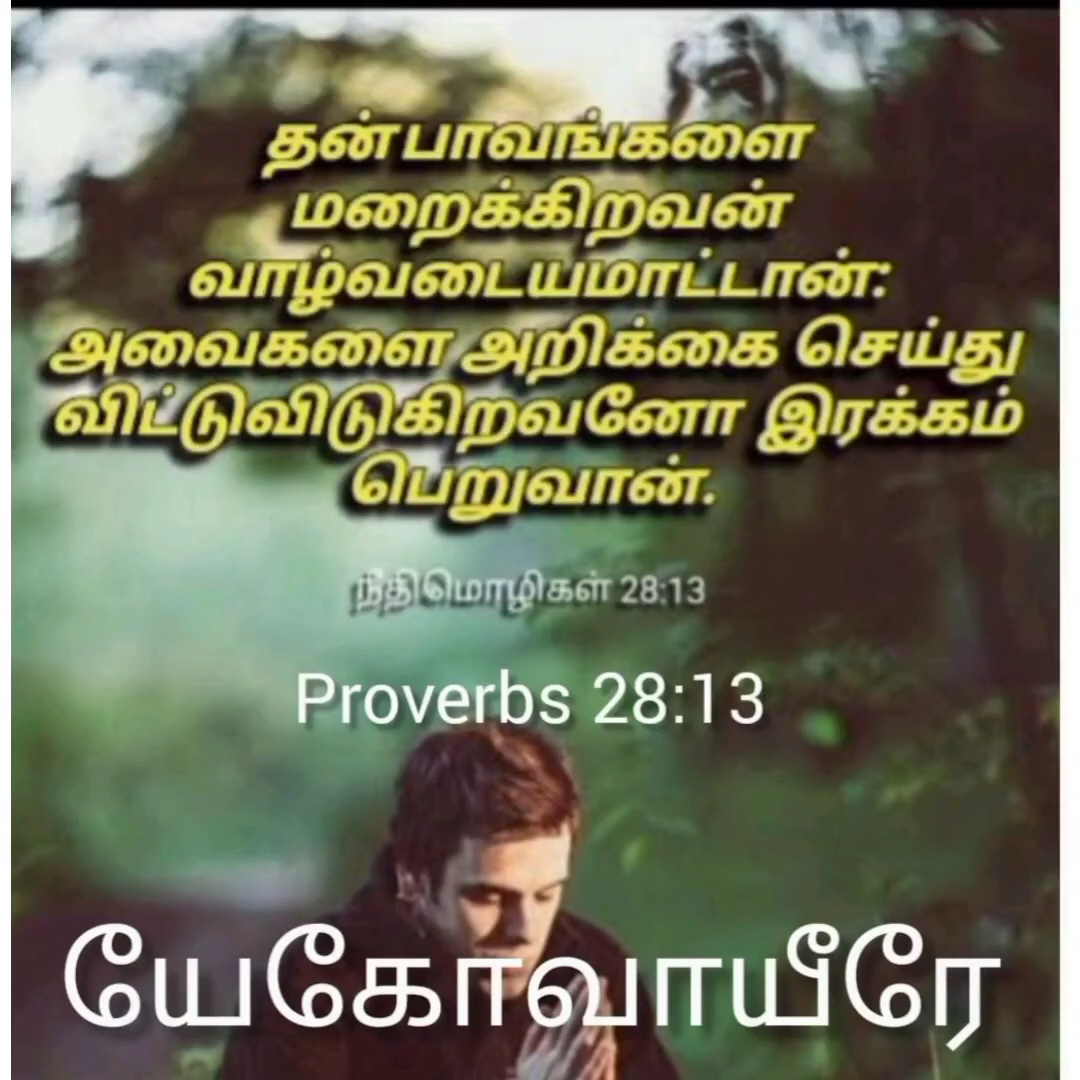 தன் பாவங்களை
மறைக்கிறவன்
வாழ்வடையமாட்டான்:
அவைகளை அறிக்கை செய்து
விட்டுவிடுகிறவனோ இரக்கம்
பெறுவான்.
நீதிமொழிகள் 28:13
Proverbs 28:13
யேகோவாயீரே